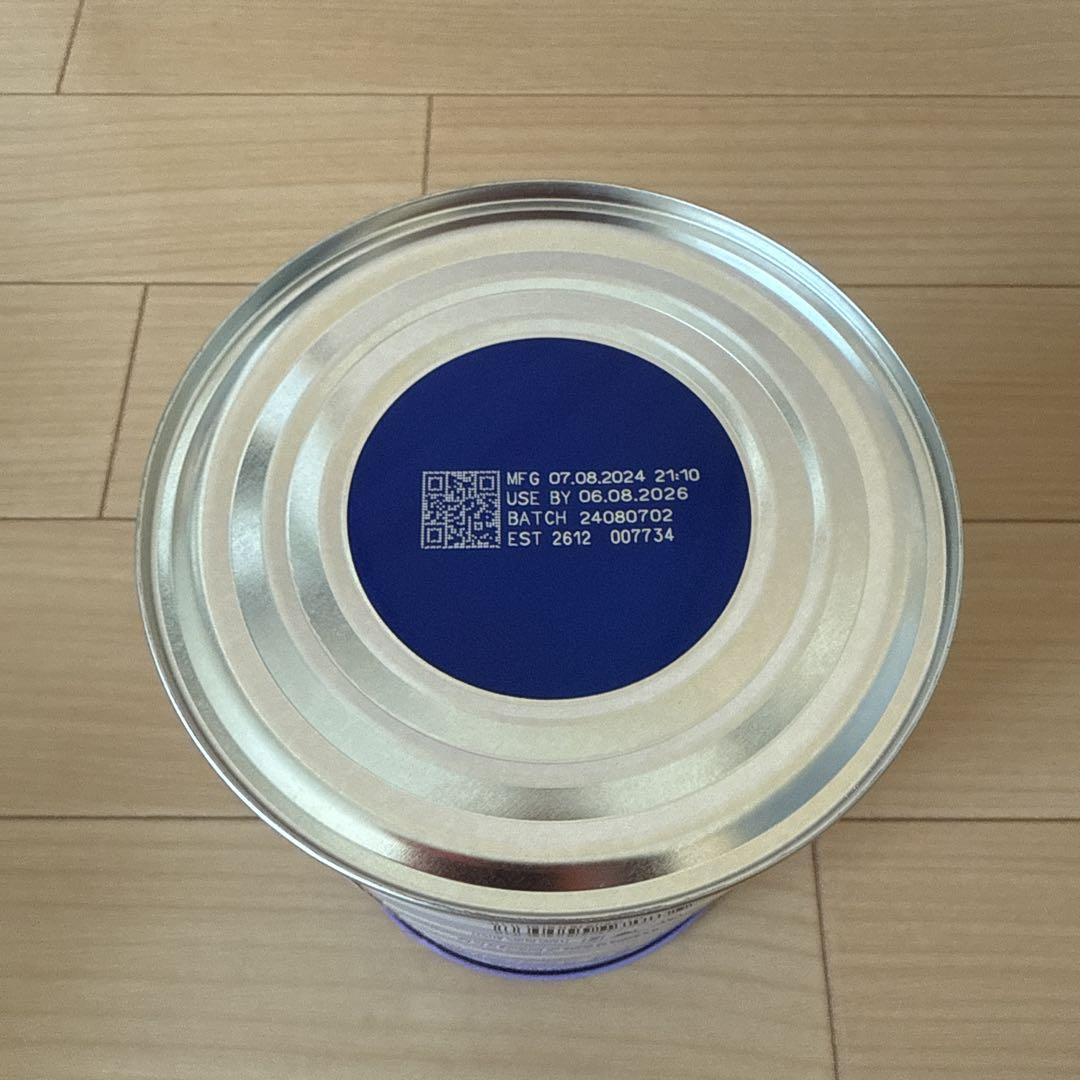 MFG 07.08.2024 21:10
USE BY 06.08.2026
BATCH 24080702
EST 2612 007734